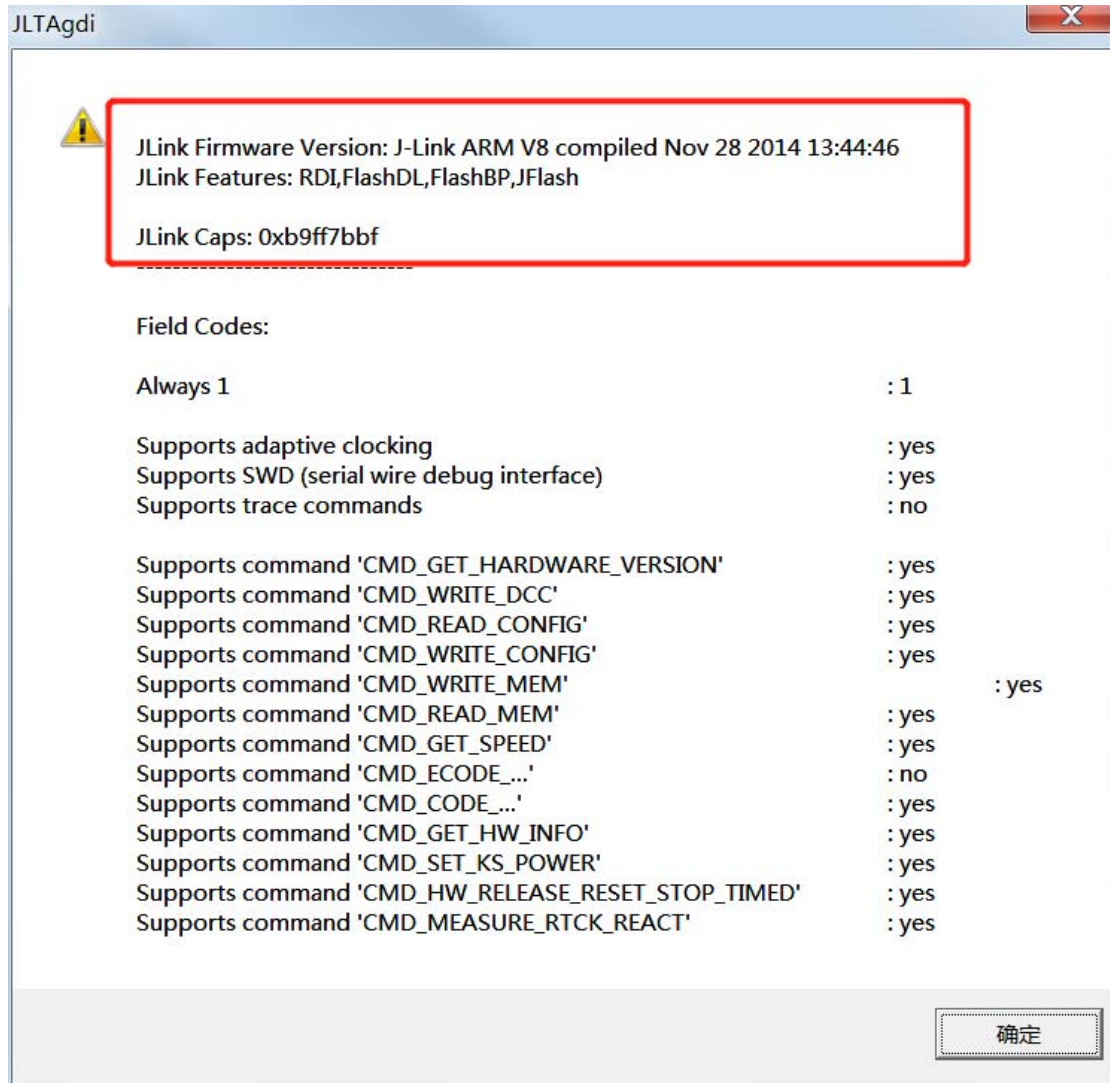 JLTAgdi
X
JLink Firmware Version: J-Link ARM V8 compiled Nov 28 2014 13:44:46
JLink Features: RDI,FlashDL,FlashBP,JFlash
JLink Caps: 0xb9ff7bbf
-------------------------------
Field Codes:
Always 1 : 1
Supports adaptive clocking : yes
Supports SWD (serial wire debug interface) : yes
Supports trace commands : no
Supports command 'CMD_GET_HARDWARE_VERSION' : yes
Supports command 'CMD_WRITE_DCC' : yes
Supports command 'CMD_READ_CONFIG' : yes
Supports command 'CMD_WRITE_CONFIG' : yes
Supports command 'CMD_WRITE_MEM' : yes
Supports command 'CMD_READ_MEM' : yes
Supports command 'CMD_GET_SPEED' : yes
Supports command 'CMD_ECODE_...' : no
Supports command 'CMD_CODE_...' : yes
Supports command 'CMD_GET_HW_INFO' : yes
Supports command 'CMD_SET_KS_POWER' : yes
Supports command 'CMD_HW_RELEASE_RESET_STOP_TIMED' : yes
Supports command 'CMD_MEASURE_RTCK_REACT' : yes
确定